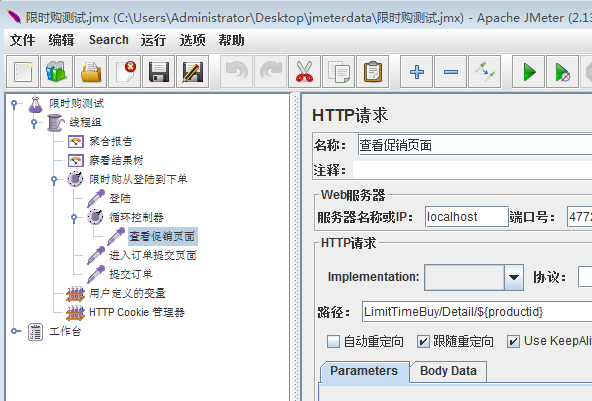 限时购测试.jmx (C:\Users\Administrator\Desktop\jmeterdata\限时购测试.jmx) - Apache JMeter (2.13
文件 编辑 Search 运行 选项 帮助
限时购测试
线程组
聚合报告
察看结果树
限时购从登陆到下单
登陆
循环控制器
查看促销页面
进入订单提交页面
提交订单
用户定义的变量
HTTP Cookie 管理器
工作台
HTTP请求
名称: 查看促销页面
注释:
Web服务器
服务器名称或IP: localhost 端口号: 4772
HTTP请求
Implementation: 协议:
路径: LimitTimeBuy/Detail/${productid}
自动重定向 跟随重定向 Use KeepAli
Parameters Body Data